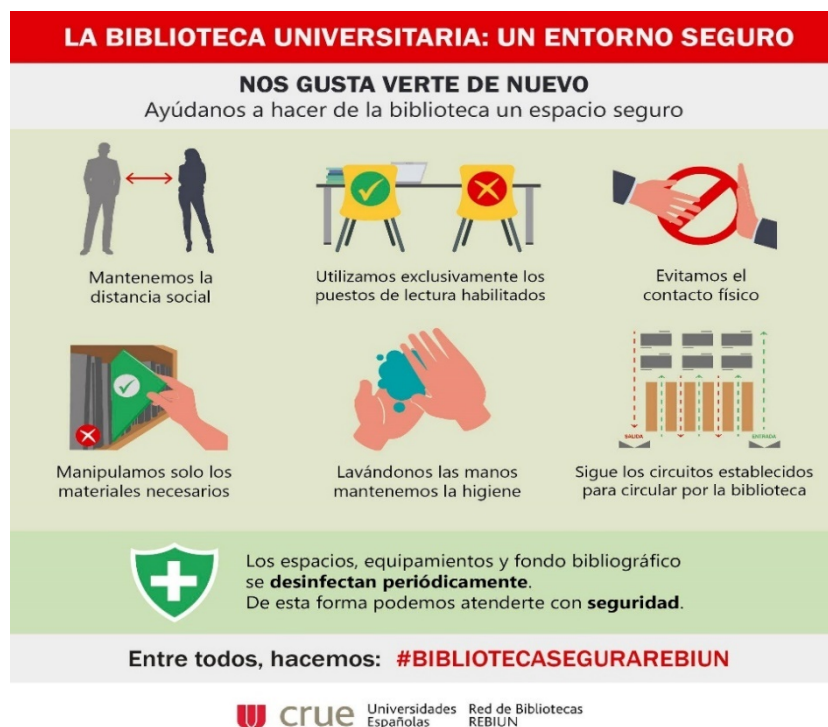 LA BIBLIOTECA UNIVERSITARIA: UN ENTORNO SEGURO
NOS GUSTA VERTE DE NUEVO
Ayúdanos a hacer de la biblioteca un espacio seguro
Mantenemos la
distancia social
Utilizamos exclusivamente los
puestos de lectura habilitados
Evitamos el
contacto físico
SALIDA
ENTRADA
Manipulamos solo los
materiales necesarios
Lavándonos las manos
mantenemos la higiene
Sigue los circuitos establecidos
para circular por la biblioteca
Los espacios, equipamientos y fondo bibliográfico
se desinfectan periódicamente.
De esta forma podemos atenderte con seguridad.
Entre todos, hacemos: #BIBLIOTECASEGURAREBIUN
crue
Universidades
Españolas
Red de Bibliotecas
REBIUN